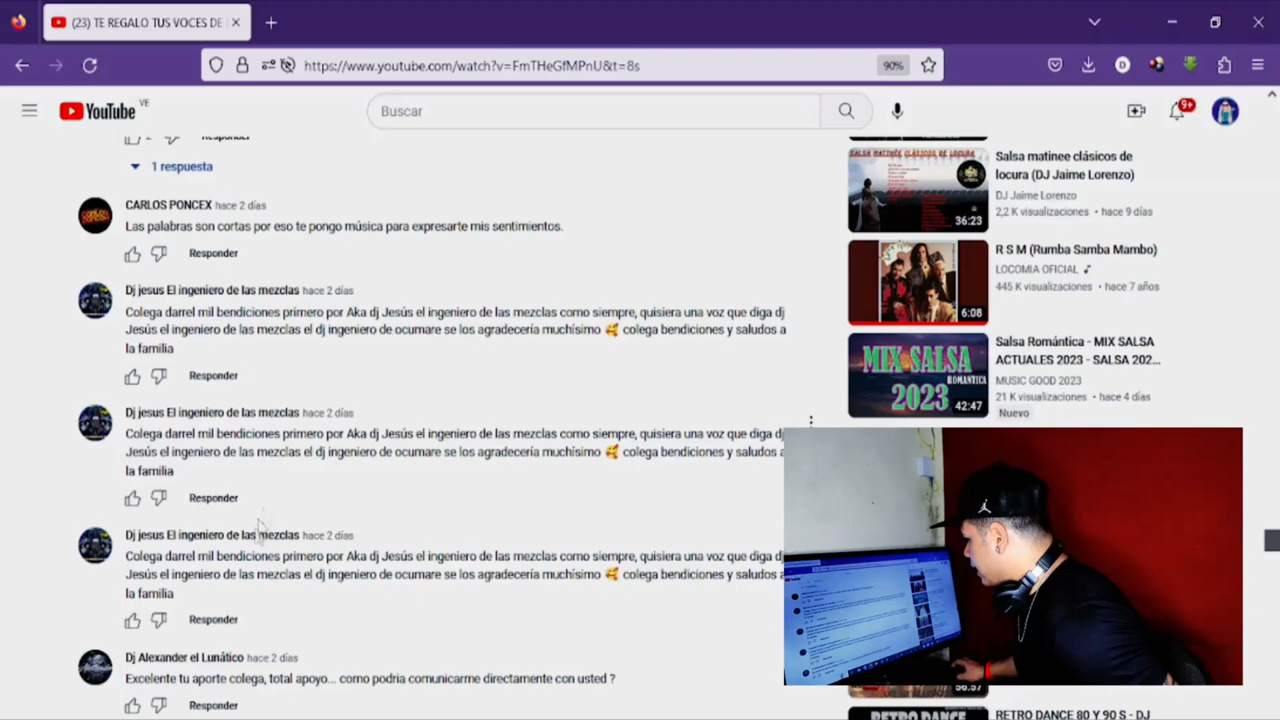 (23) TE REGALO TUS VOCES DE
https://www.youtube.com/watch?v=FmTHeGfMPnU&t=8s
90%
YouTube VE
Buscar
9+
Responder
1 respuesta
CARLOS PONCEX hace 2 días
Las palabras son cortas por eso te pongo música para expresarte mis sentimientos.
Responder
Dj jesus El ingeniero de las mezclas hace 2 días
Colega darrel mil bendiciones primero por Aka dj Jesús el ingeniero de las mezclas como siempre, quisiera una voz que diga dj
Jesús el ingeniero de las mezclas el dj ingeniero de ocumare se los agradecería muchísimo 🥰 colega bendiciones y saludos a
la familia
Responder
Dj jesus El ingeniero de las mezclas hace 2 días
Colega darrel mil bendiciones primero por Aka dj Jesús el ingeniero de las mezclas como siempre, quisiera una voz que diga dj
Jesús el ingeniero de las mezclas el dj ingeniero de ocumare se los agradecería muchísimo 🥰 colega bendiciones y saludos a
la familia
Responder
Dj jesus El ingeniero de las mezclas hace 2 días
Colega darrel mil bendiciones primero por Aka dj Jesús el ingeniero de las mezclas como siempre, quisiera una voz que diga dj
Jesús el ingeniero de las mezclas el dj ingeniero de ocumare se los agradecería muchísimo 🥰 colega bendiciones y saludos a
la familia
Responder
Dj Alexander el Lunático hace 2 días
Excelente tu aporte colega, total apoyo... como podria comunicarme directamente con usted ?
Responder
SALSA MATINÉE CLÁSICOS DE LOCURA
36:23
Salsa matinee clásicos de
locura (DJ Jaime Lorenzo)
DJ Jaime Lorenzo
2,2 K visualizaciones • hace 9 días
6:08
R S M (Rumba Samba Mambo)
LOCOMIA OFICIAL
445 K visualizaciones • hace 7 años
MIX SALSA
ROMANTICA
2023
42:47
Salsa Romántica - MIX SALSA
ACTUALES 2023 - SALSA 202...
MUSIC GOOD 2023
21 K visualizaciones • hace 4 días
Nuevo
56:57
RETRO DANCE
RETRO DANCE 80 Y 90 S - DJ